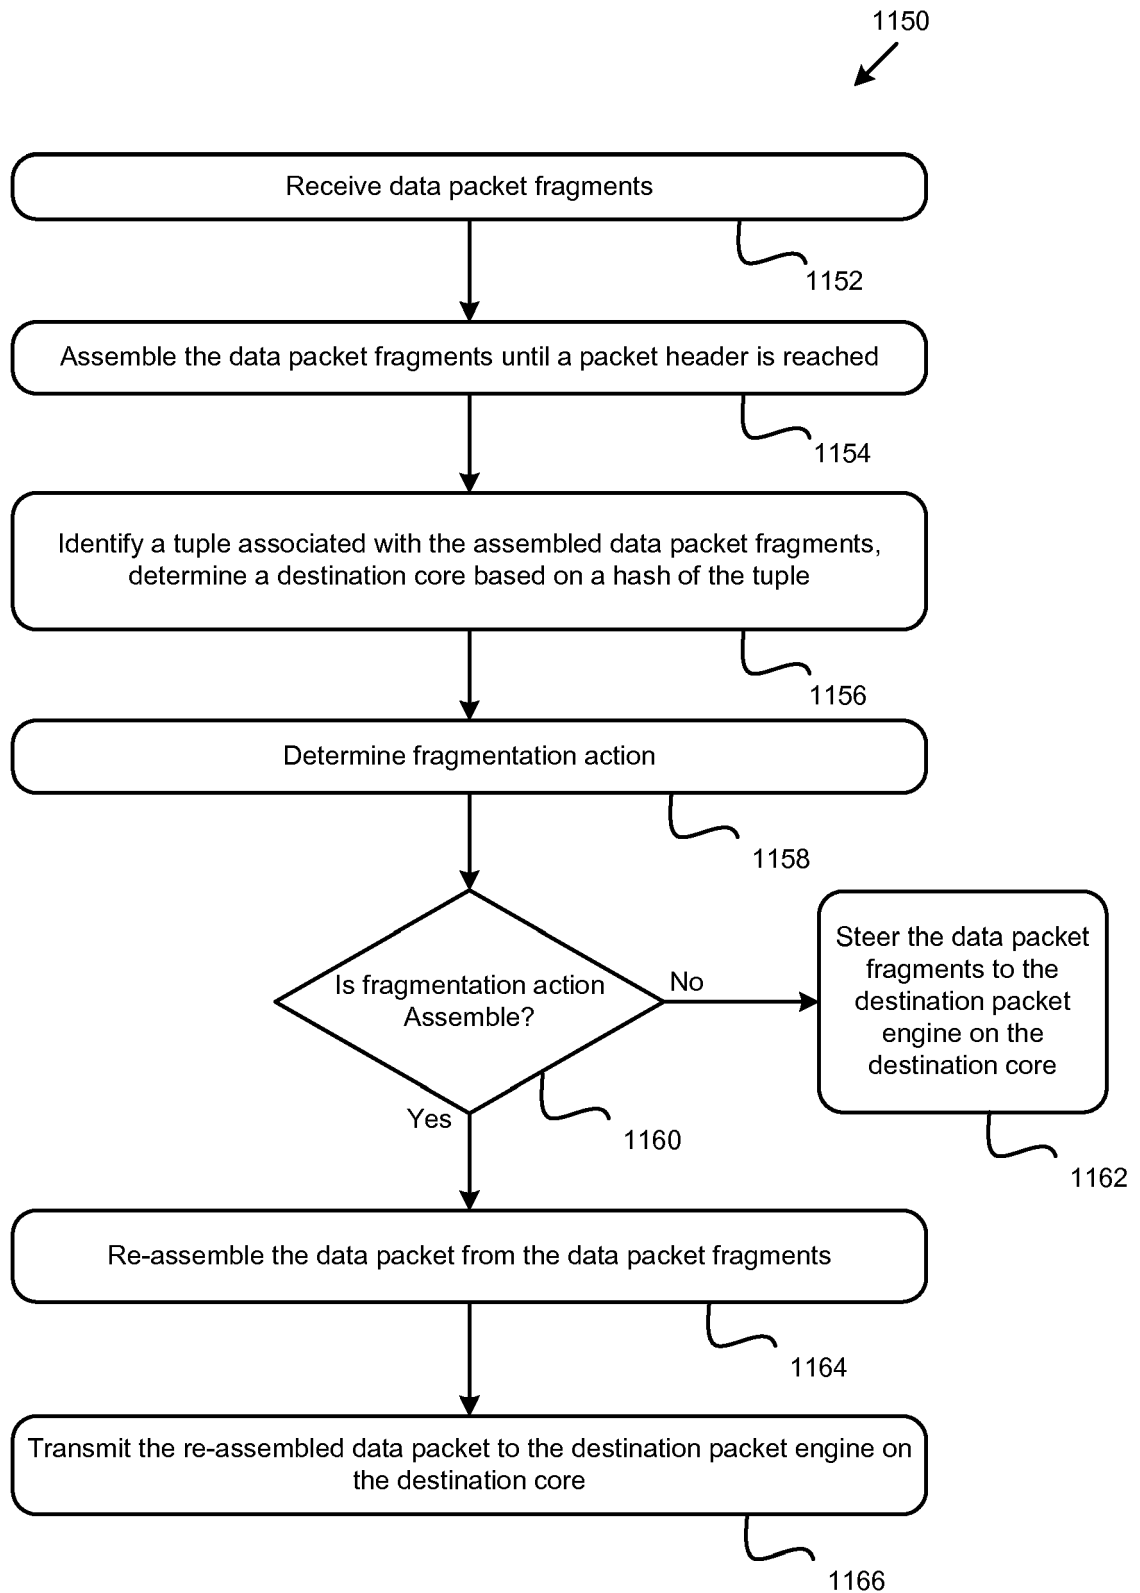 1150
Receive data packet fragments
1152
Assemble the data packet fragments until a packet header is reached
1154
Identify a tuple associated with the assembled data packet fragments,
determine a destination core based on a hash of the tuple
1156
Determine fragmentation action
1158
Is fragmentation action
Assemble?
No
Steer the data packet
fragments to the
destination packet
engine on the
destination core
Yes
1160
1162
Re-assemble the data packet from the data packet fragments
1164
Transmit the re-assembled data packet to the destination packet engine on
the destination core
1166